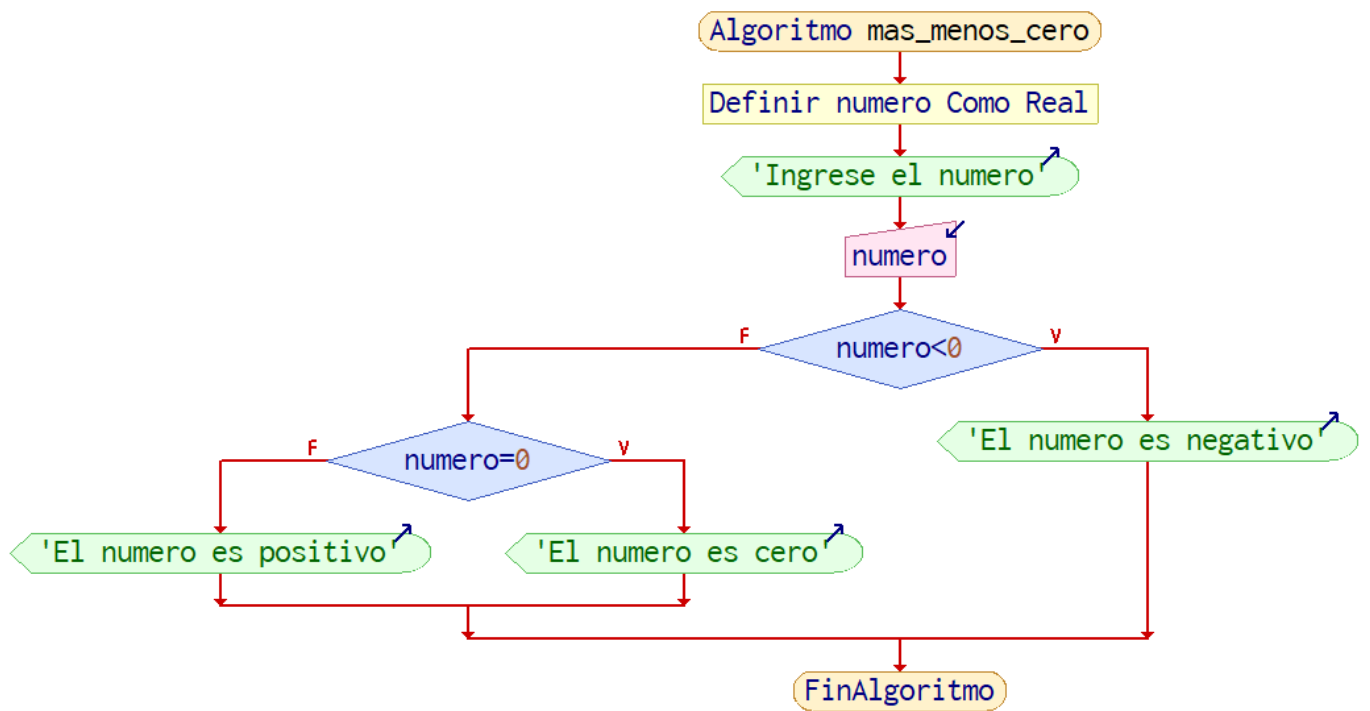 Algoritmo mas_menos_cero
Definir numero Como Real
'Ingrese el numero'
numero
F
numero<0
V
F
numero=0
V
'El numero es negativo'
'El numero es positivo'
'El numero es cero'
FinAlgoritmo